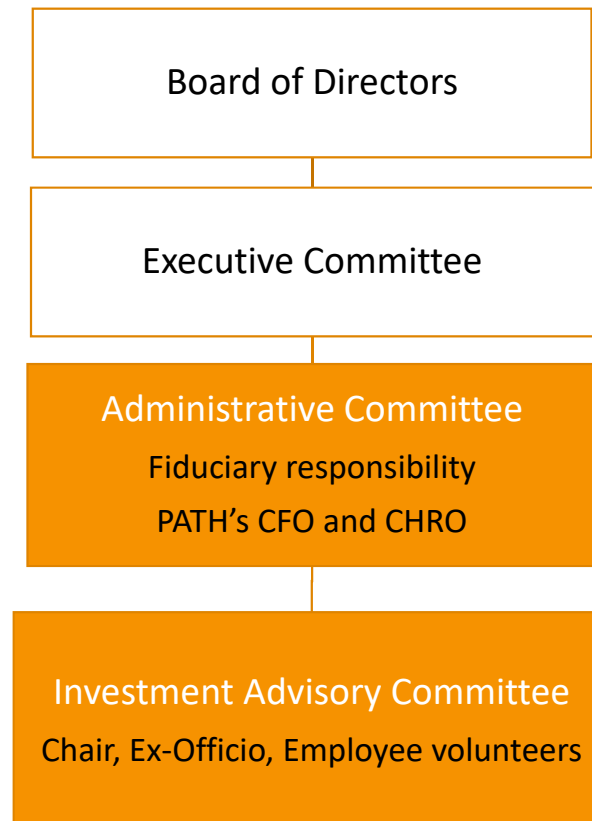 Board of Directors
Executive Committee
Administrative Committee
Fiduciary responsibility
PATH’s CFO and CHRO
Investment Advisory Committee
Chair, Ex-Officio, Employee volunteers